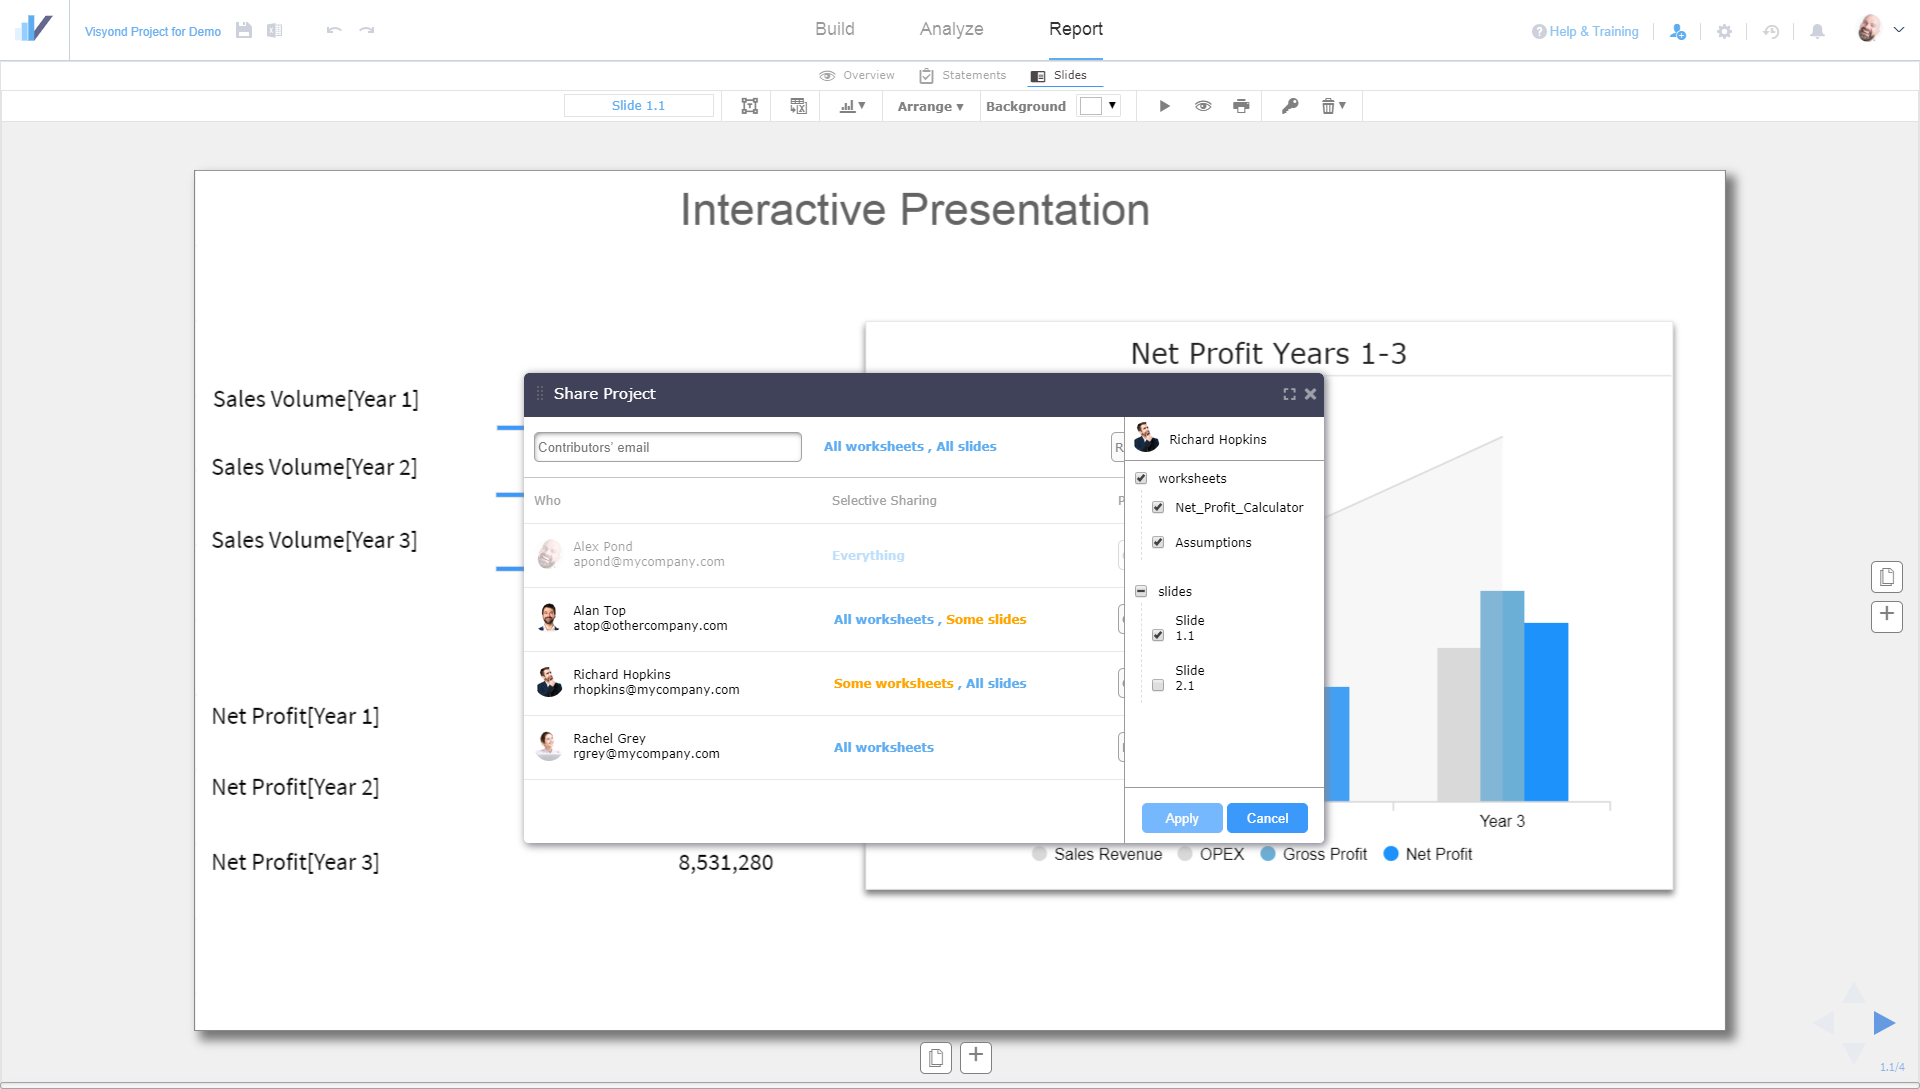 Visyond Project for Demo
Build
Analyze
Report
Help & Training
Overview
Statements
Slides
Slide 1.1
Arrange ▾
Background
Interactive Presentation
Net Profit Years 1-3
Sales Volume[Year 1]
Sales Volume[Year 2]
Sales Volume[Year 3]
Net Profit[Year 1]
Net Profit[Year 2]
Net Profit[Year 3]
8,531,280
Share Project
Contributors' email
All worksheets , All slides
R
Who
Selective Sharing
P
Alex Pond
apond@mycompany.com
Everything
Alan Top
atop@othercompany.com
All worksheets , Some slides
Richard Hopkins
rhopkins@mycompany.com
Some worksheets , All slides
Rachel Grey
rgrey@mycompany.com
All worksheets
Richard Hopkins
worksheets
Net_Profit_Calculator
Assumptions
slides
Slide
1.1
Slide
2.1
Apply
Cancel
Year 3
Sales Revenue
OPEX
Gross Profit
Net Profit
1.1/4